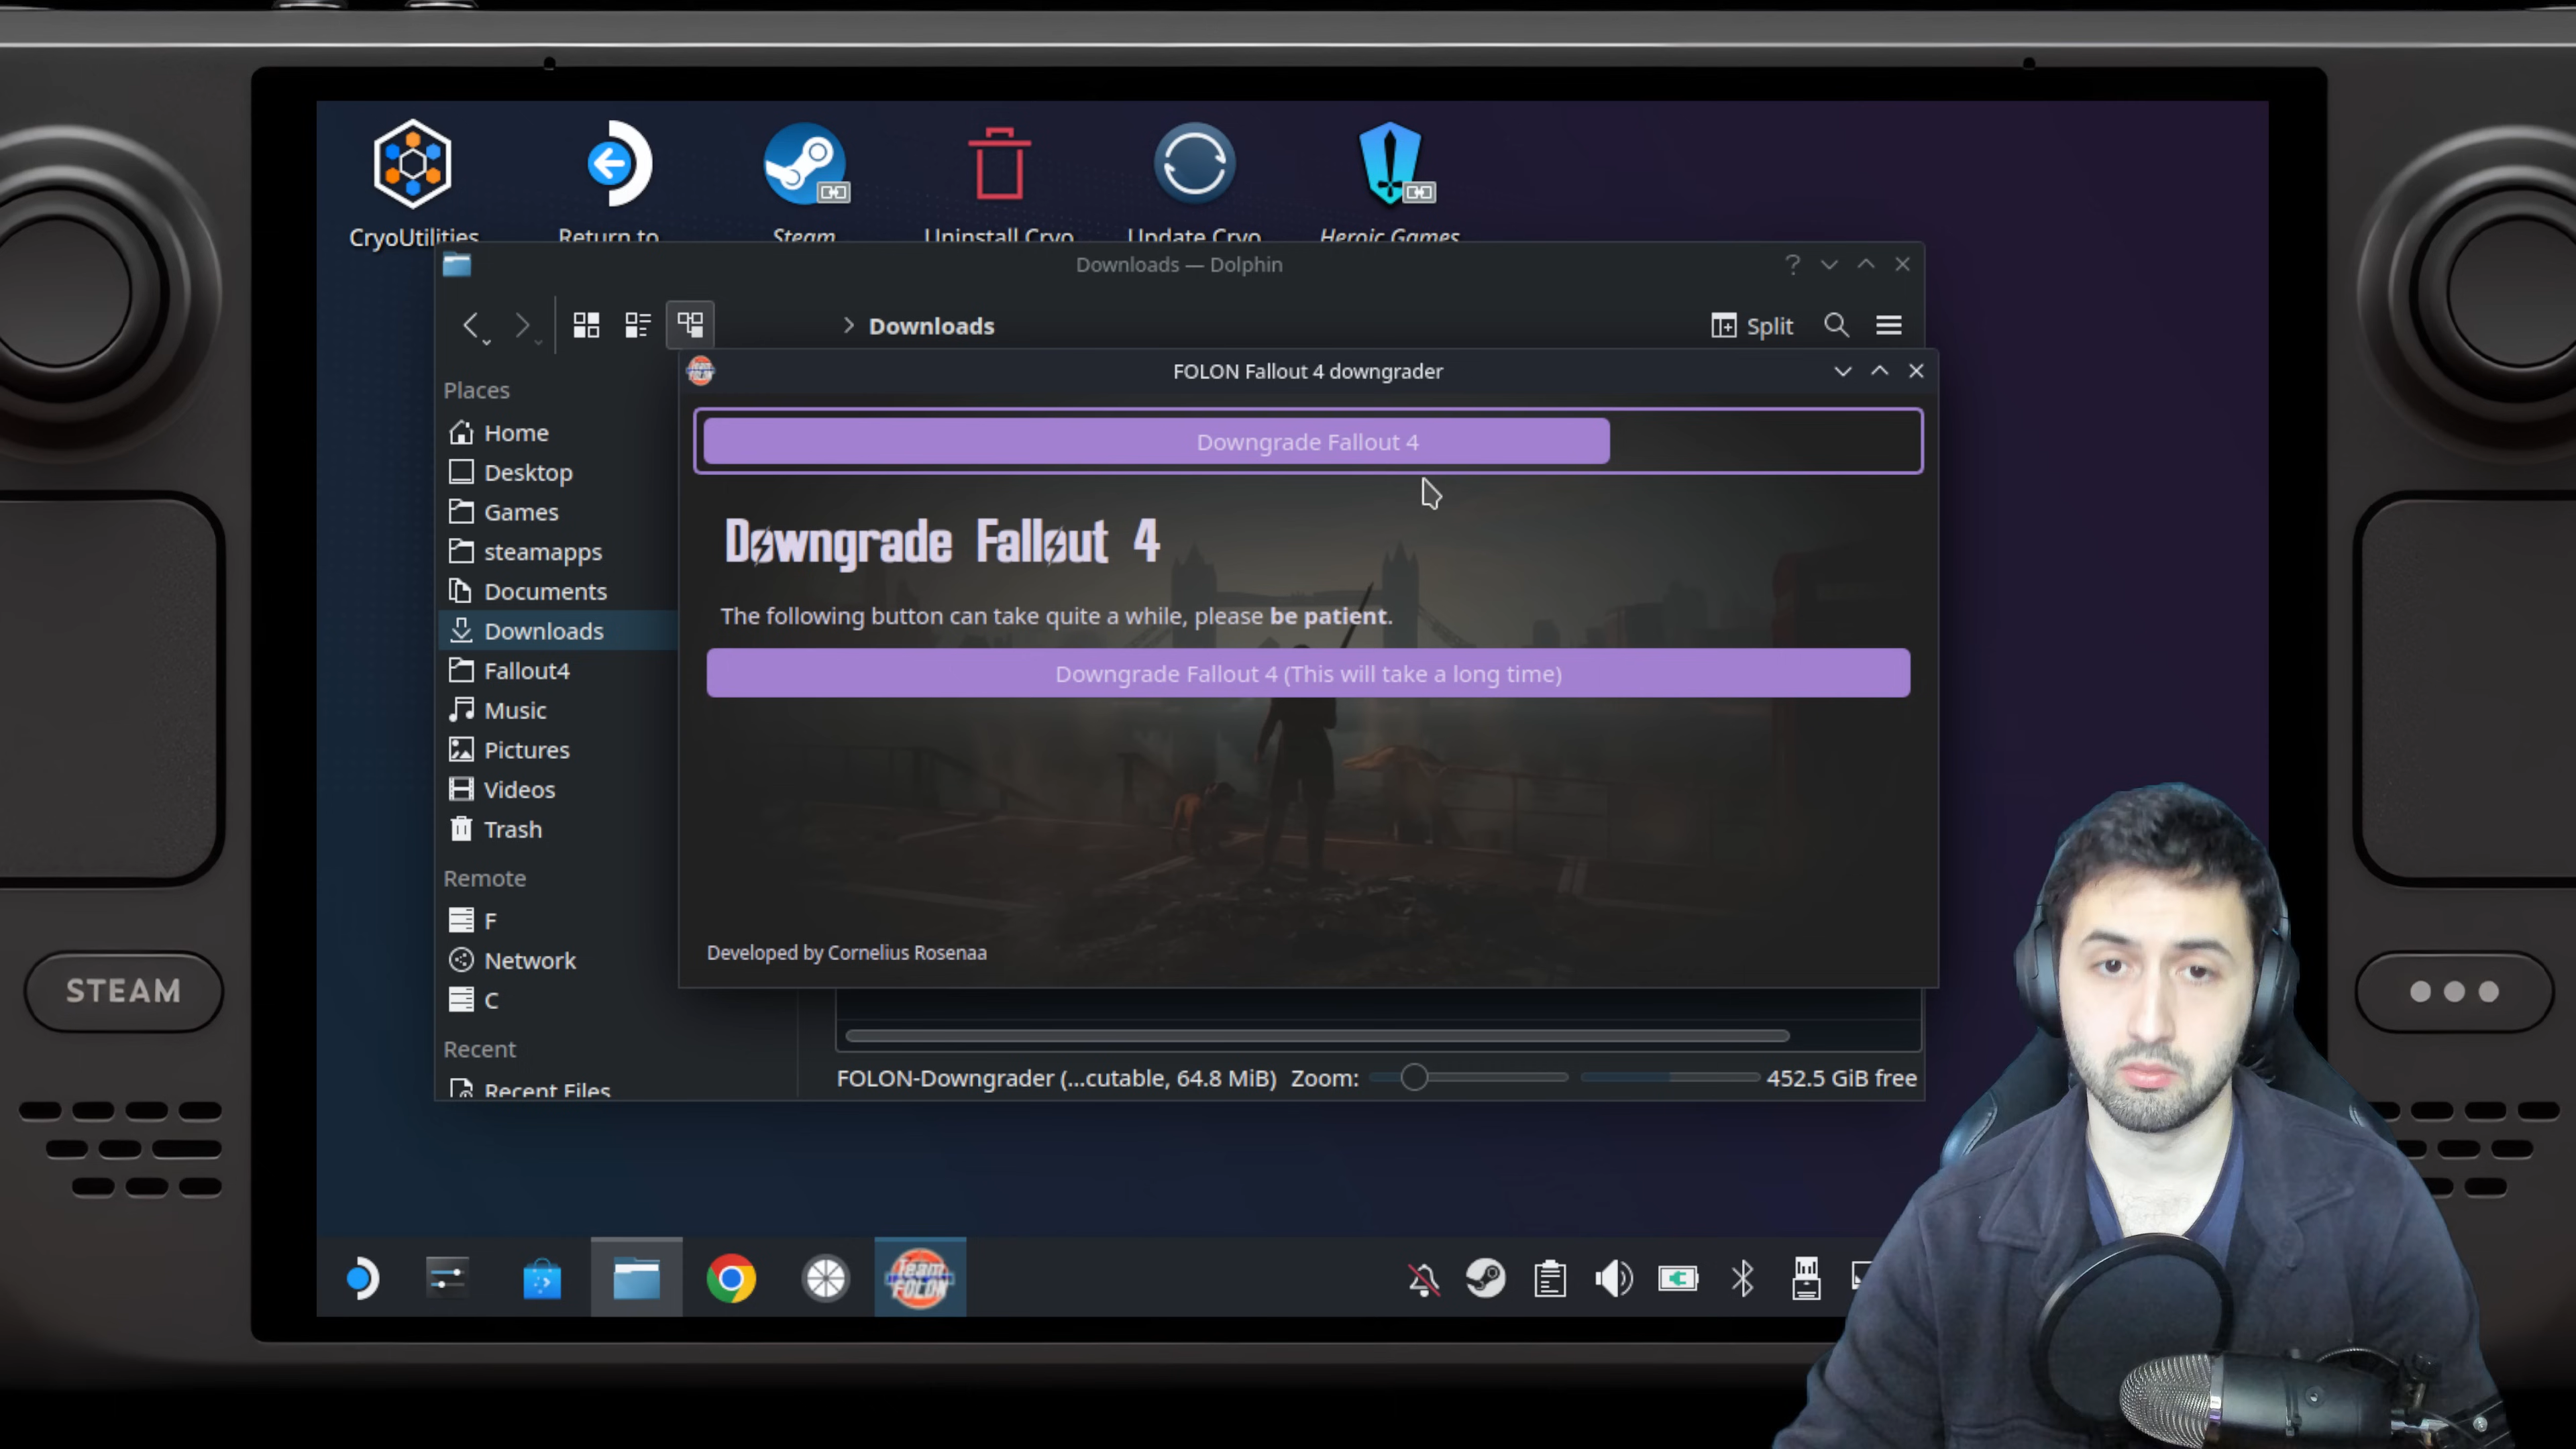 CryoUtilities
Return to
Steam
Uninstall Cryo
Update Cryo
Heroic Games
Downloads — Dolphin
Downloads
Split
FOLON Fallout 4 downgrader
Places
Home
Desktop
Games
steamapps
Documents
Downloads
Fallout4
Music
Pictures
Videos
Trash
Remote
F
Network
C
Recent
Recent Files
Downgrade Fallout 4
Downgrade Fallout 4
The following button can take quite a while, please be patient.
Downgrade Fallout 4 (This will take a long time)
Developed by Cornelius Rosenaa
FOLON-Downgrader (...cutable, 64.8 MiB)
Zoom:
452.5 GiB free
STEAM
Team
FOLON